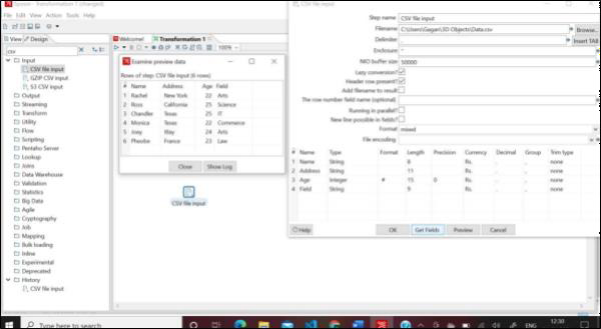 Spoon - Transformation 1 (changed)
File Edit View Action Tools Help
View Design
csv
Input
CSV file input
GZIP CSV input
S3 CSV input
Output
Streaming
Transform
Utility
Flow
Scripting
Pentaho Server
Lookup
Joins
Data Warehouse
Validation
Statistics
Big Data
Agile
Cryptography
Job
Mapping
Bulk loading
Inline
Experimental
Deprecated
History
CSV file input
Welcome! Transformation 1
100%
Examine preview data
Rows of step: CSV file input (6 rows)
# Name Address Age Field
1 Rachel New York 22 Arts
2 Ross California 25 Science
3 Chandler Texas 25 IT
4 Monica Texas 22 Commerce
5 Joey 24 Arts
6 Pheobe France 23 Law
Close Show Log
CSV file input
CSV file input
Step name CSV file input
Filename C:\Users\Gagan\3D Objects\Data.csv Browse...
Delimiter , Insert TAB
Enclosure "
NIO buffer size 50000
Lazy conversion?
Header row present?
Add filename to result
The row number field name (optional)
Running in parallel?
New line possible in fields?
Format mixed
File encoding
# Name Type Format Length Precision Currency Decimal Group Trim type
1 Name String 8 Rs. . , none
2 Address String 11 Rs. . , none
3 Age Integer # 15 0 Rs. . , none
4 Field String 9 Rs. . , none
Help OK Get Fields Preview Cancel
Type here to search
ENG
12:30